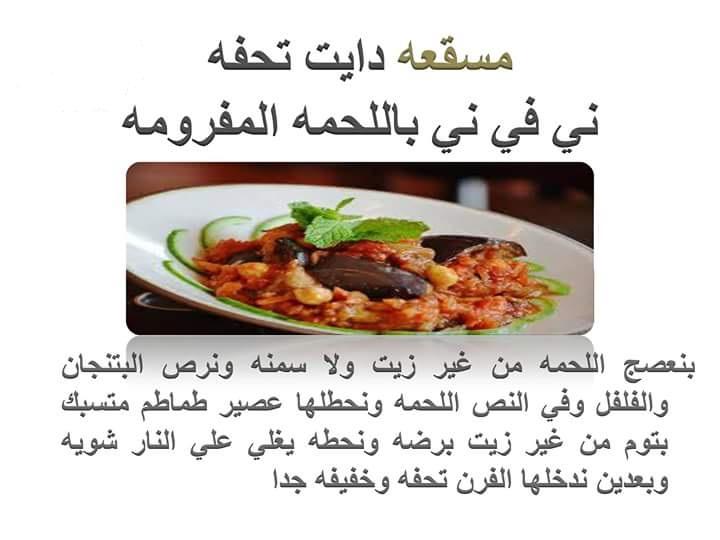 مسقعه دايت تحفه
ني في ني باللحمه المفرومه
بنعصج اللحمه من غير زيت ولا سمنه ونرص البتنجان
والفلفل وفي النص اللحمه ونحطلها عصير طماطم متسبك
بتوم من غير زيت برضه ونحطه يغلي علي النار شويه
وبعدين ندخلها الفرن تحفه وخفيفه جدا